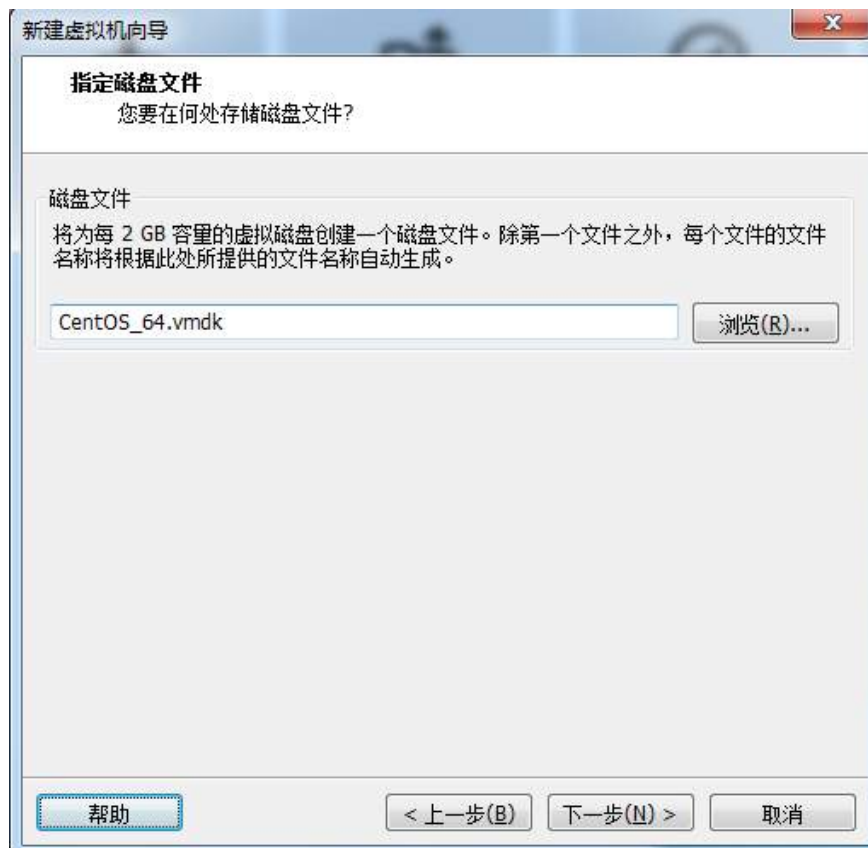 新建虚拟机向导
指定磁盘文件
您要在何处存储磁盘文件?
磁盘文件
将为每 2 GB 容量的虚拟磁盘创建一个磁盘文件。除第一个文件之外，每个文件的文件
名称将根据此处所提供的文件名称自动生成。
CentOS_64.vmdk
浏览(R)...
帮助
< 上一步(B)
下一步(N) >
取消